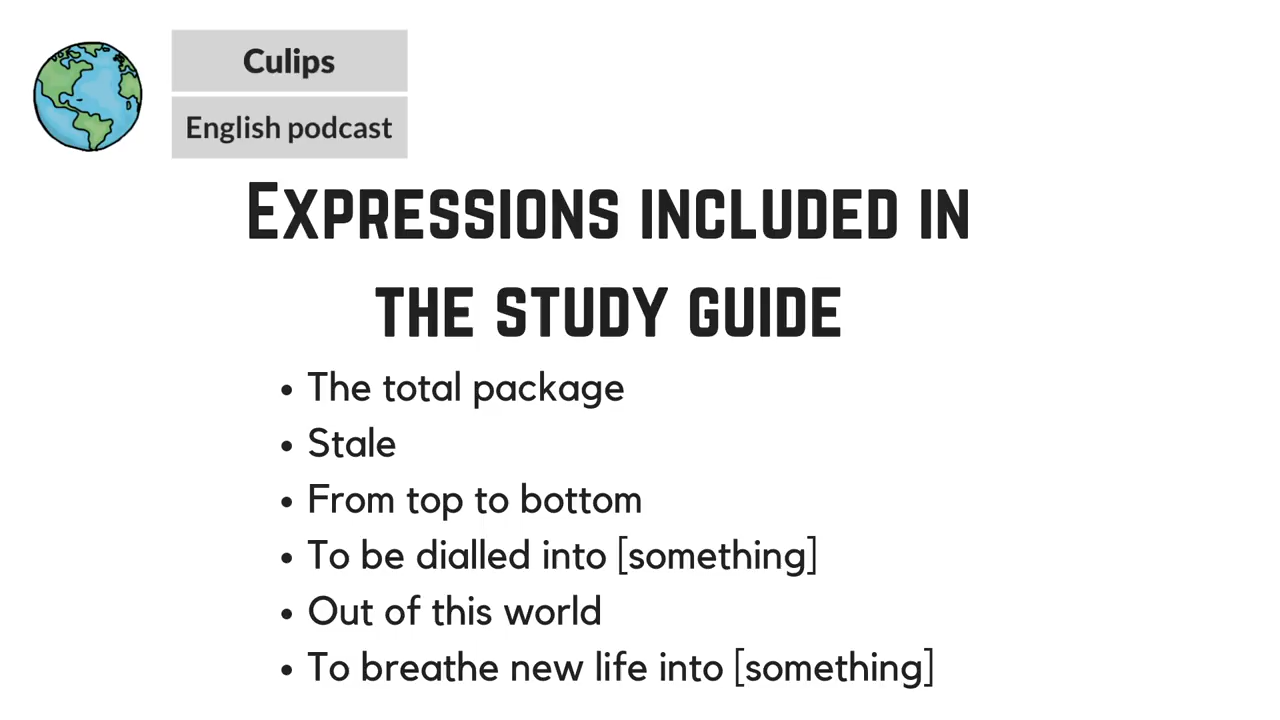 Culips
English podcast
Expressions included in
the study guide
• The total package
• Stale
• From top to bottom
• To be dialled into [something]
• Out of this world
• To breathe new life into [something]